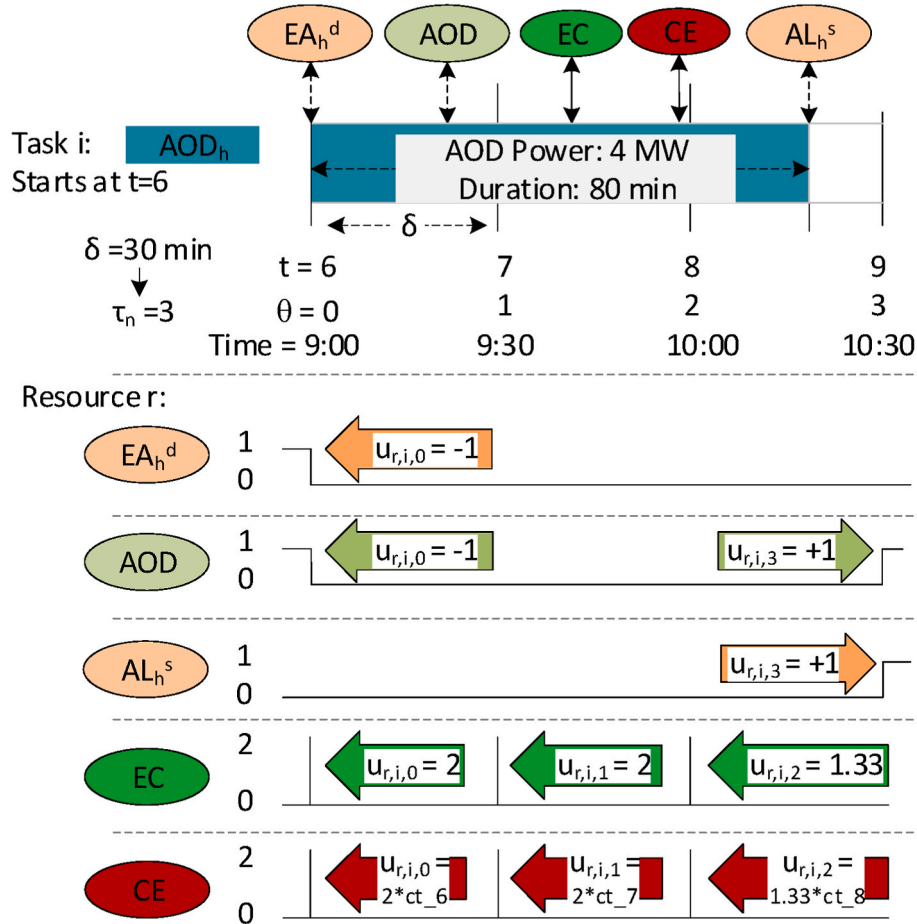 EA_h^d AOD EC CE AL_h^s
Task i: AOD_h
Starts at t=6
AOD Power: 4 MW
Duration: 80 min
δ
δ =30 min
τ_n =3
t = 6 7 8 9
θ = 0 1 2 3
Time = 9:00 9:30 10:00 10:30
Resource r:
EA_h^d 1 0 u_r,i,0 = -1
AOD 1 0 u_r,i,0 = -1 u_r,i,3 = +1
AL_h^s 1 0 u_r,i,3 = +1
EC 2 0 u_r,i,0 = 2 u_r,i,1 = 2 u_r,i,2 = 1.33
CE 2 0 u_r,i,0 = u_r,i,1 = u_r,i,2 =
2*ct_6 2*ct_7 1.33*ct_8